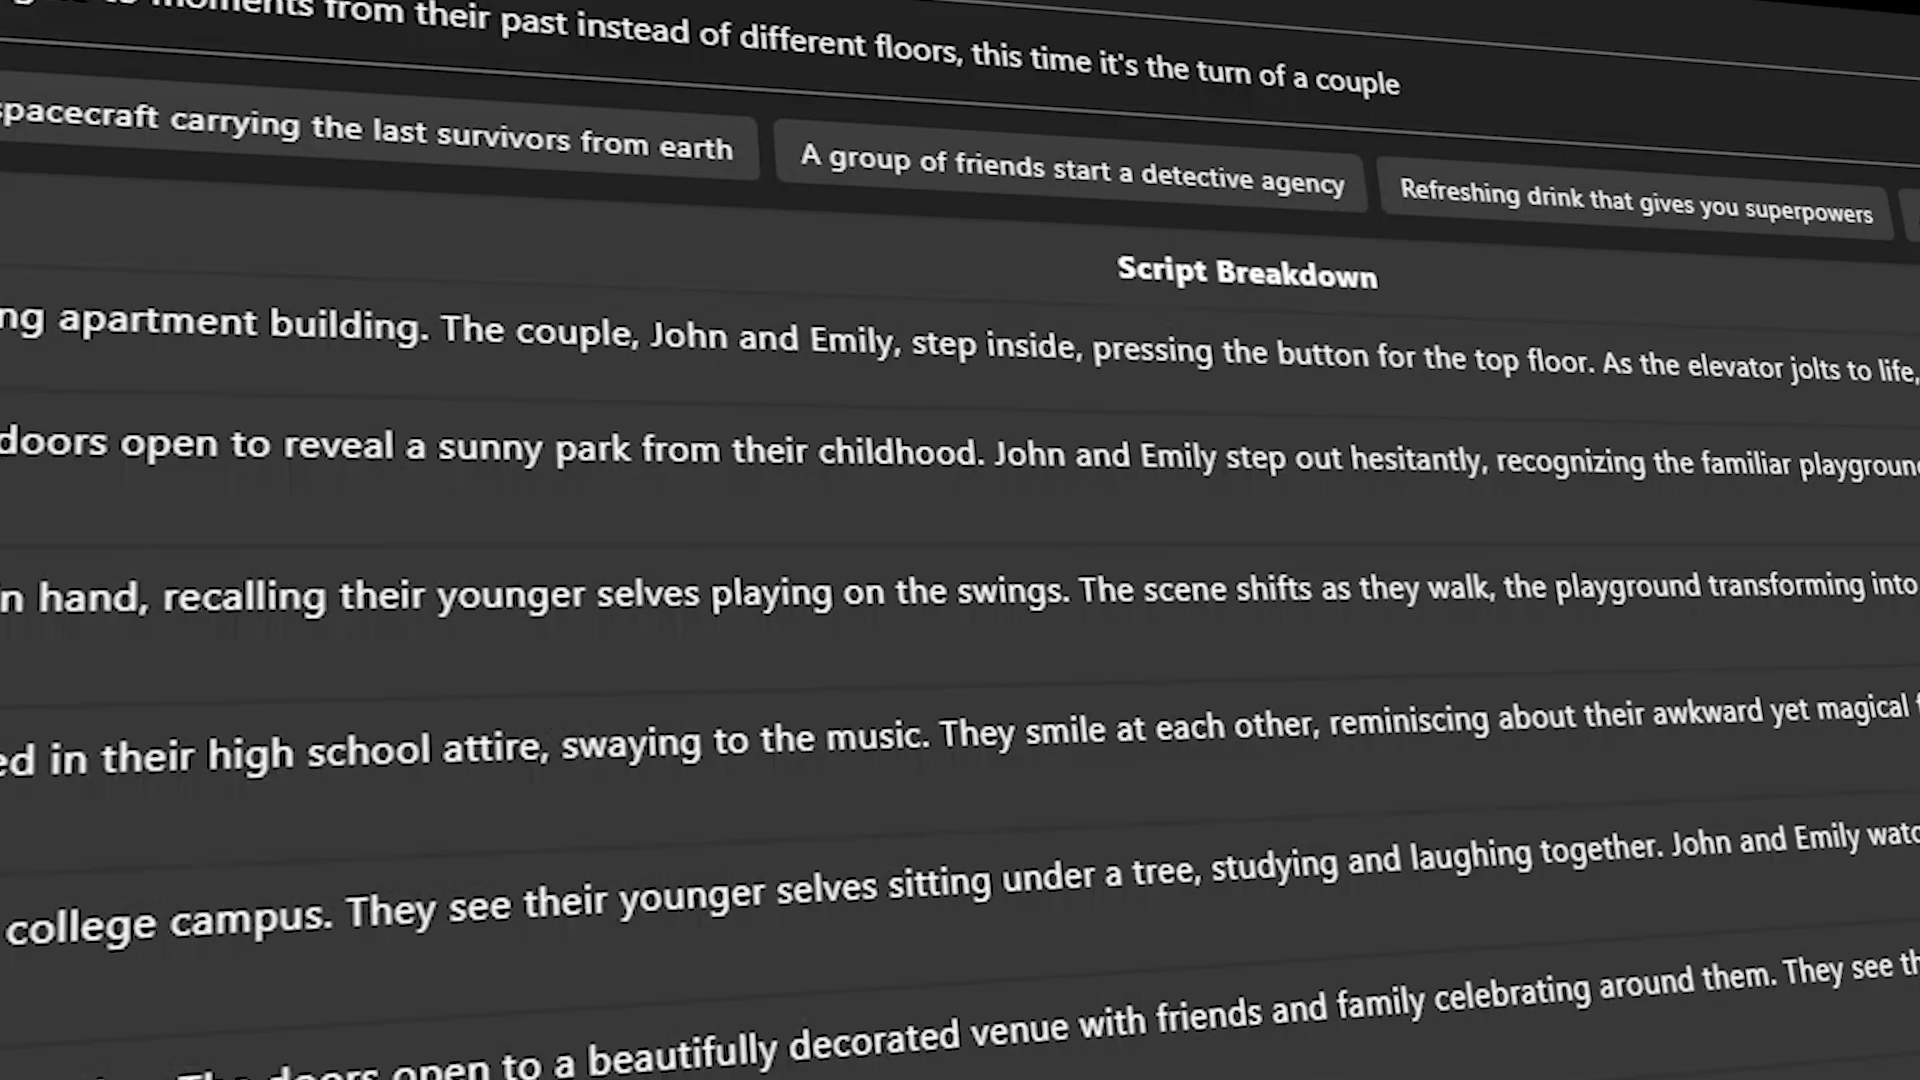 moments from their past instead of different floors, this time it's the turn of a couple
spacecraft carrying the last survivors from earth
A group of friends start a detective agency
Refreshing drink that gives you superpowers
Script Breakdown
ng apartment building. The couple, John and Emily, step inside, pressing the button for the top floor. As the elevator jolts to life,
doors open to reveal a sunny park from their childhood. John and Emily step out hesitantly, recognizing the familiar playground
n hand, recalling their younger selves playing on the swings. The scene shifts as they walk, the playground transforming into
ed in their high school attire, swaying to the music. They smile at each other, reminiscing about their awkward yet magical
college campus. They see their younger selves sitting under a tree, studying and laughing together. John and Emily watc
The doors open to a beautifully decorated venue with friends and family celebrating around them. They see th